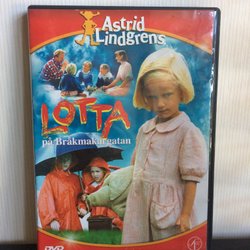 Astrid
Lindgrens
LOTTA
på Bråkmakargatan
DVD